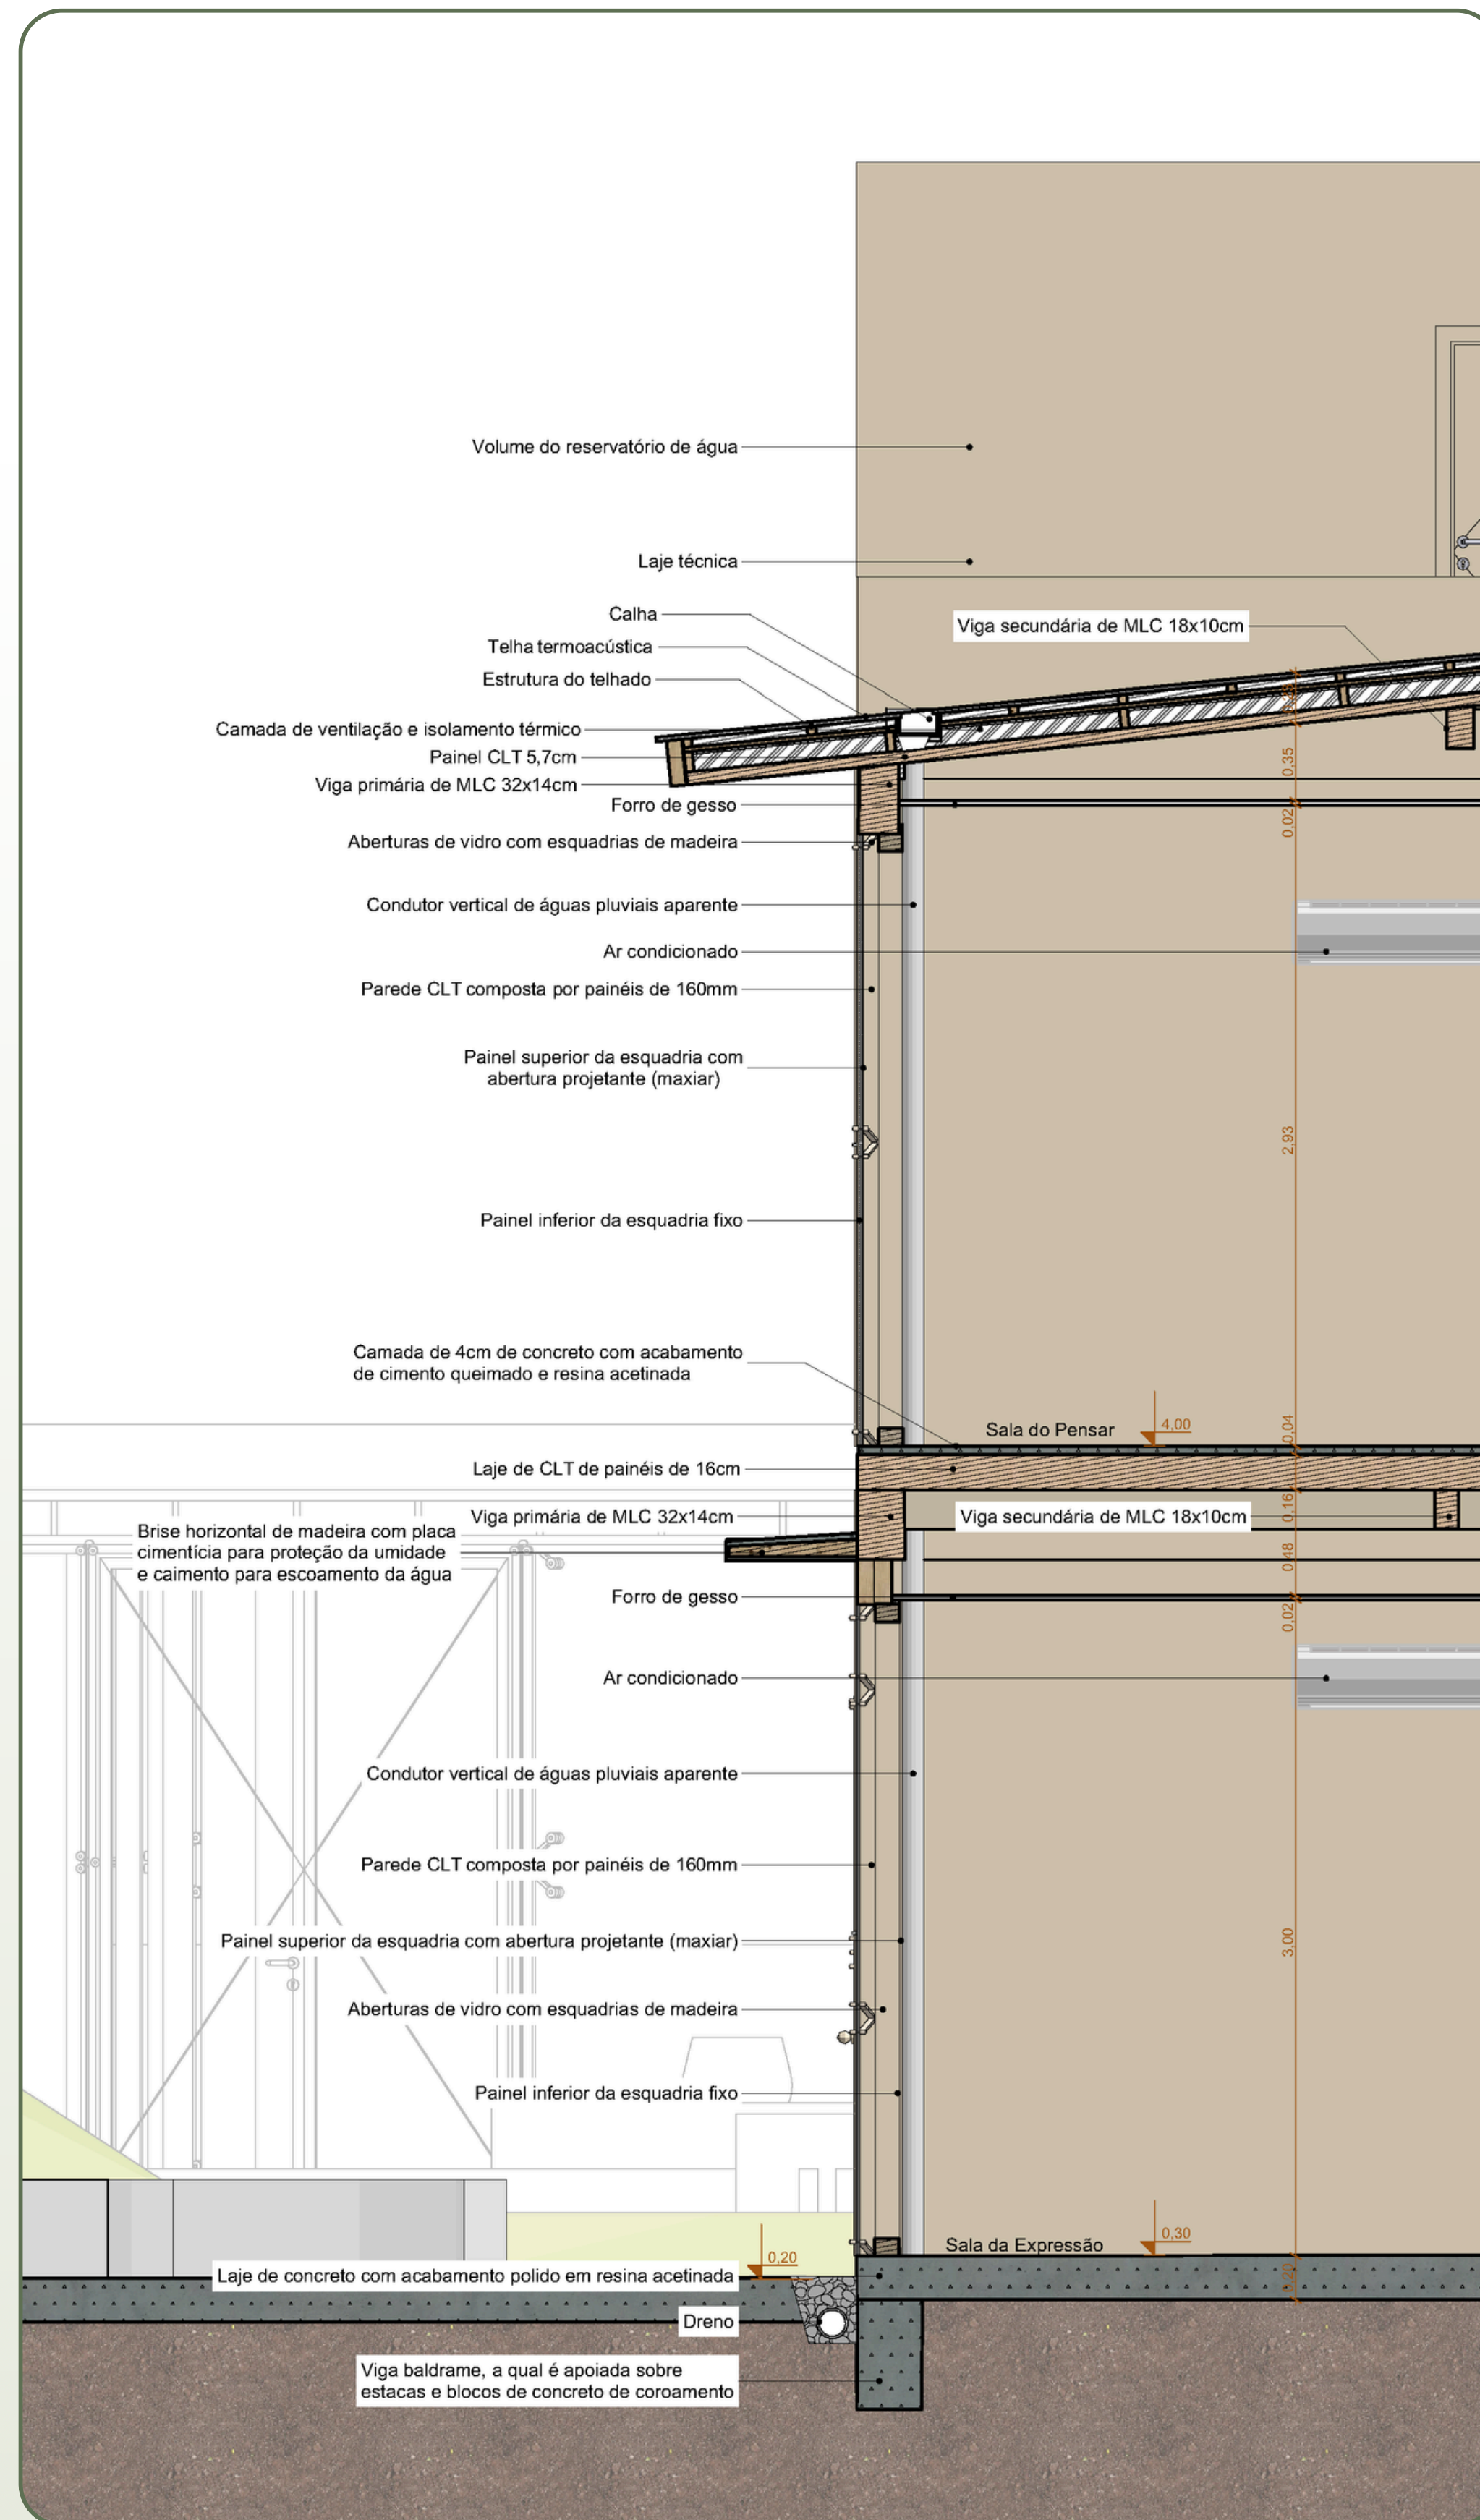 Volume do reservatório de água
Laje técnica
Calha
Viga secundária de MLC 18x10cm
Telha termoacústica
Estrutura do telhado
Camada de ventilação e isolamento térmico
Painel CLT 5,7cm
0,35
Viga primária de MLC 32x14cm
Forro de gesso
0,02
Aberturas de vidro com esquadrias de madeira
Condutor vertical de águas pluviais aparente
Ar condicionado
Parede CLT composta por painéis de 160mm
Painel superior da esquadria com
abertura projetante (maxiar)
2,93
Painel inferior da esquadria fixo
Camada de 4cm de concreto com acabamento
de cimento queimado e resina acetinada
Sala do Pensar
4,00
0,04
Laje de CLT de painéis de 16cm
0,16
Viga primária de MLC 32x14cm
Viga secundária de MLC 18x10cm
Brise horizontal de madeira com placa
cimentícia para proteção da umidade
e caimento para escoamento da água
0,48
Forro de gesso
0,02
Ar condicionado
Condutor vertical de águas pluviais aparente
Parede CLT composta por painéis de 160mm
Painel superior da esquadria com abertura projetante (maxiar)
3,00
Aberturas de vidro com esquadrias de madeira
Painel inferior da esquadria fixo
Sala da Expressão
0,30
0,20
Laje de concreto com acabamento polido em resina acetinada
0,20
Dreno
Viga baldrame, a qual é apoiada sobre
estacas e blocos de concreto de coroamento